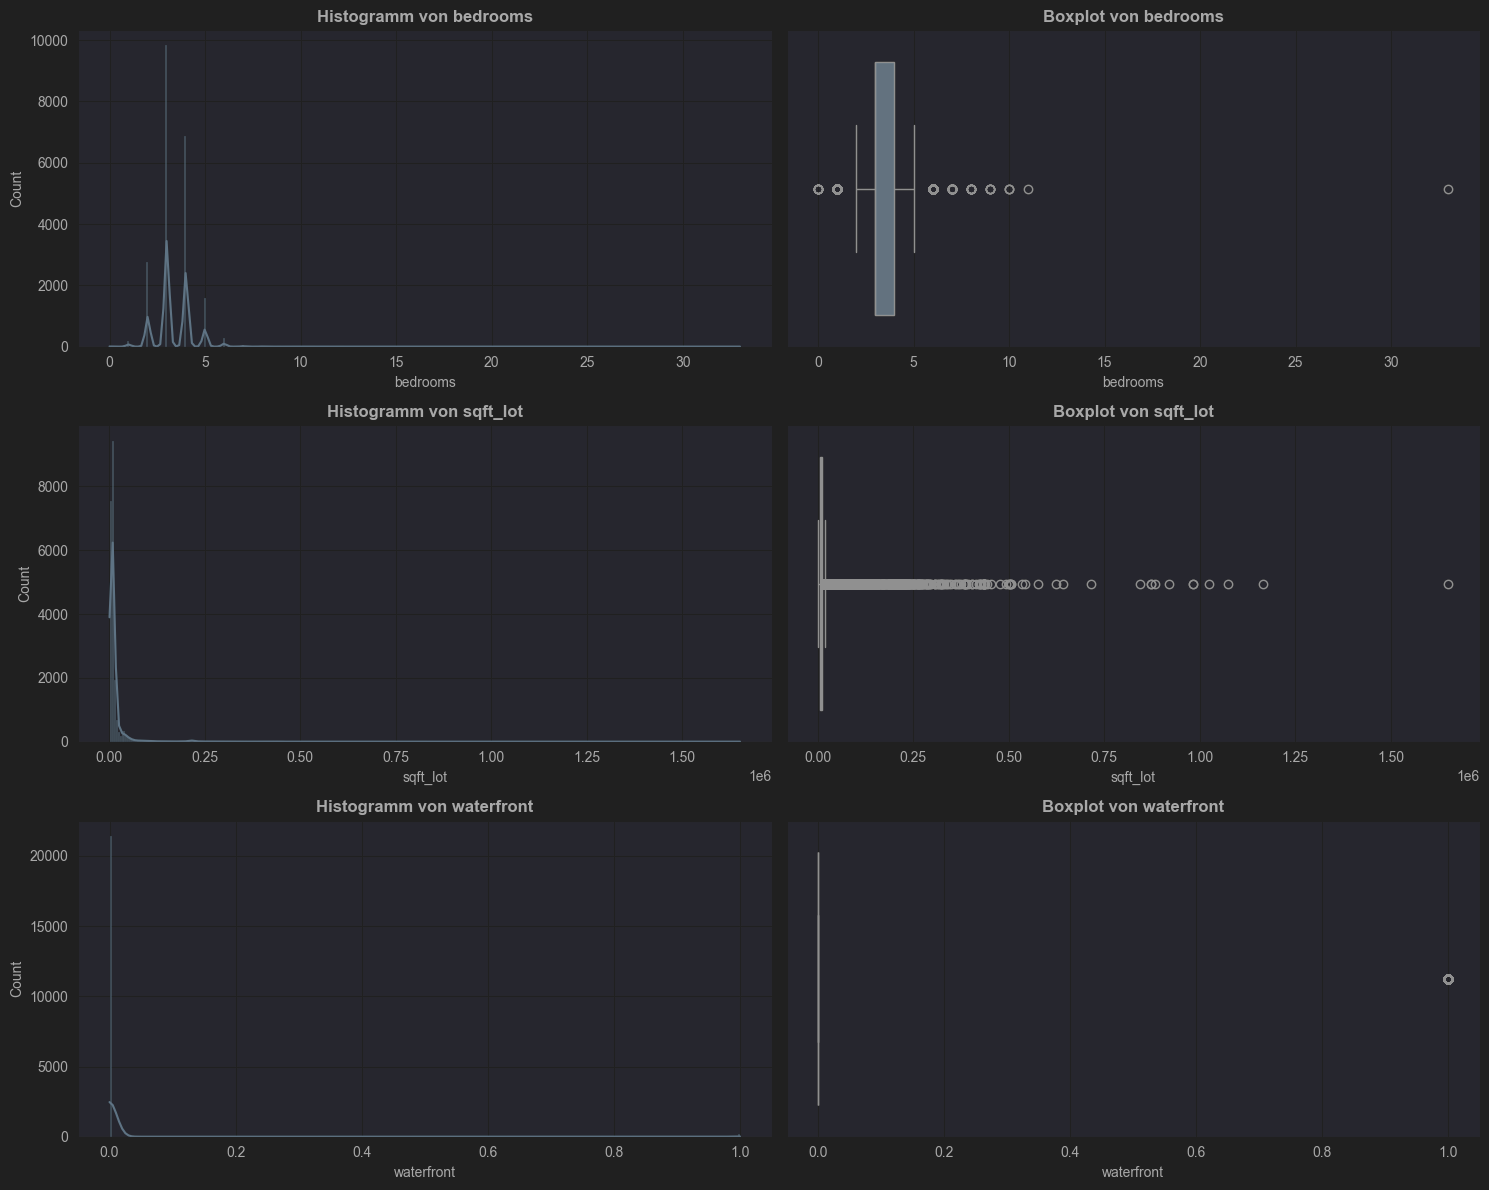 Histogramm von bedrooms
Boxplot von bedrooms
10000
8000
6000
4000
2000
0
Count
0 5 10 15 20 25 30
bedrooms
0 5 10 15 20 25 30
bedrooms
Histogramm von sqft_lot
Boxplot von sqft_lot
8000
6000
4000
2000
0
Count
0.00 0.25 0.50 0.75 1.00 1.25 1.50
sqft_lot
1e6
0.00 0.25 0.50 0.75 1.00 1.25 1.50
sqft_lot
1e6
Histogramm von waterfront
Boxplot von waterfront
20000
15000
10000
5000
0
Count
0.0 0.2 0.4 0.6 0.8 1.0
waterfront
0.0 0.2 0.4 0.6 0.8 1.0
waterfront